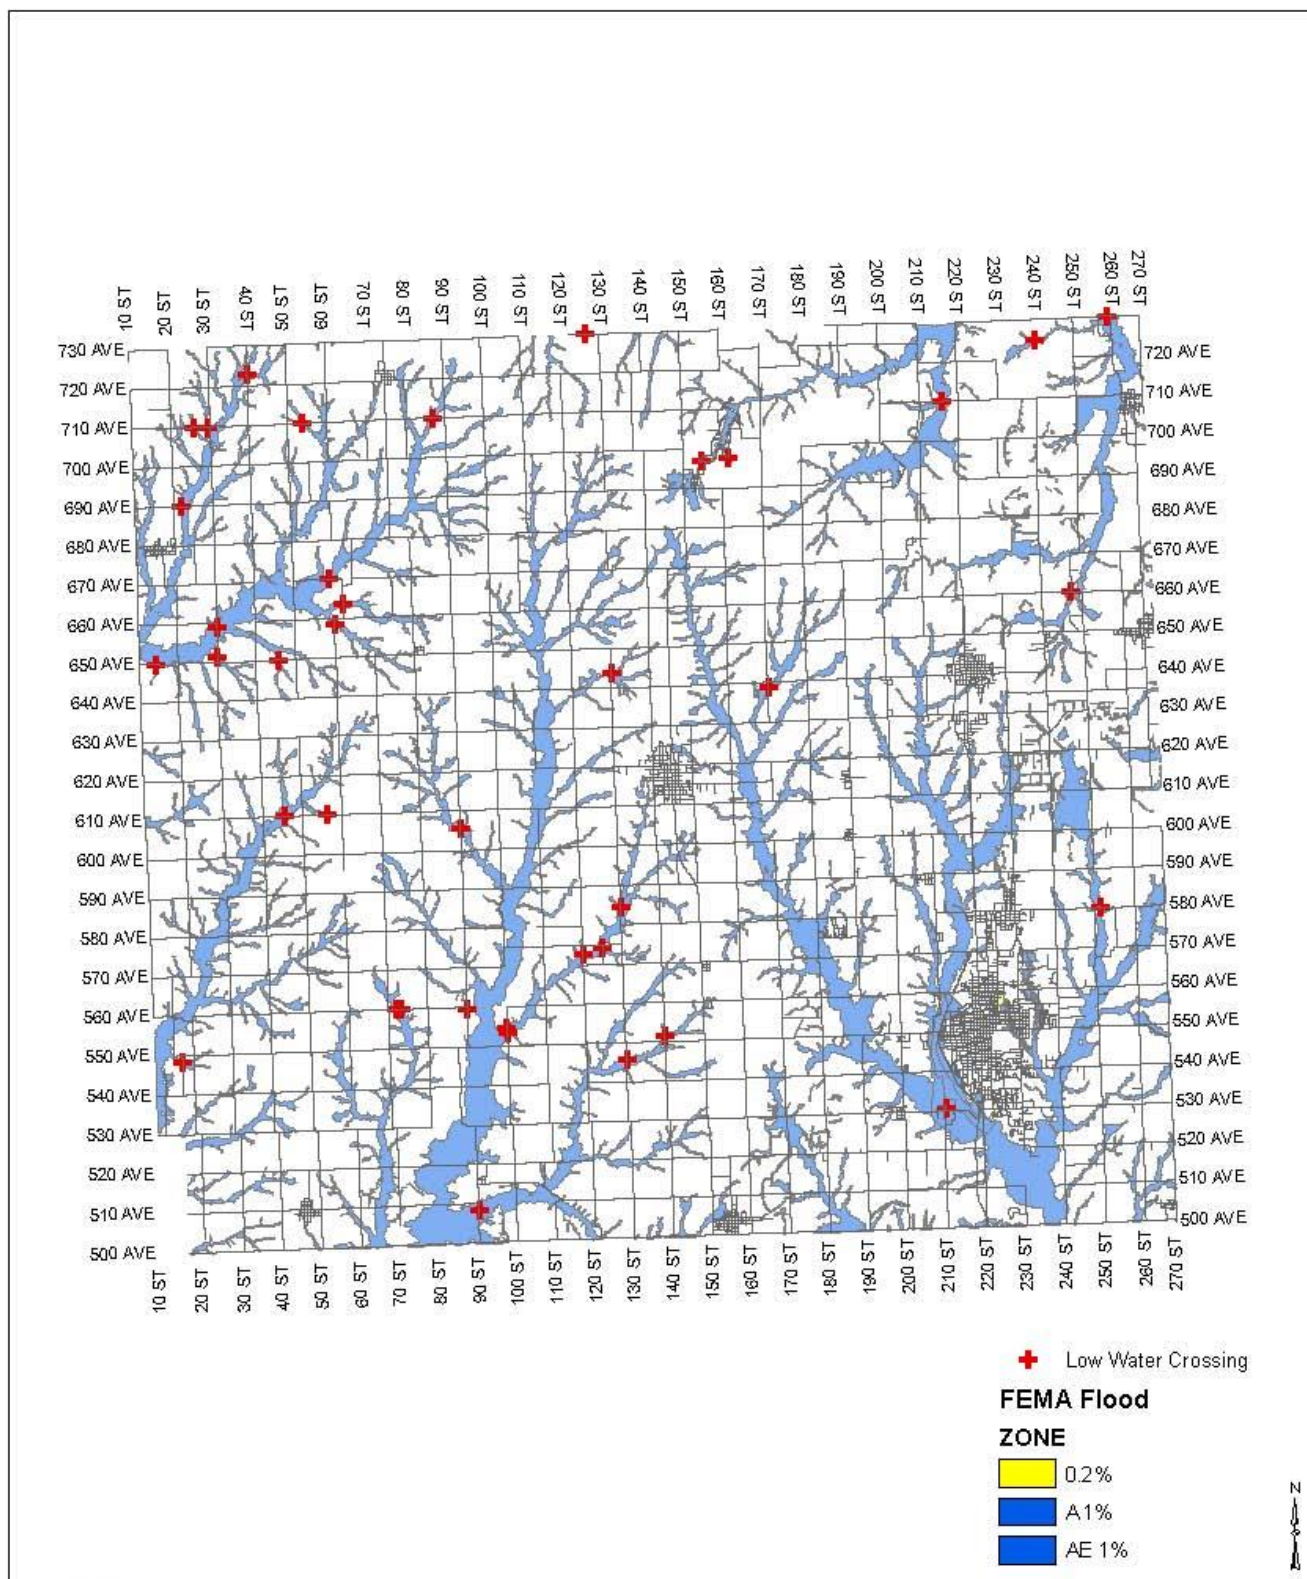 10 ST
20 ST
30 ST
40 ST
50 ST
60 ST
70 ST
80 ST
90 ST
100 ST
110 ST
120 ST
130 ST
140 ST
150 ST
160 ST
170 ST
180 ST
190 ST
200 ST
210 ST
220 ST
230 ST
240 ST
250 ST
260 ST
270 ST
730 AVE
720 AVE
710 AVE
700 AVE
690 AVE
680 AVE
670 AVE
660 AVE
650 AVE
640 AVE
630 AVE
620 AVE
610 AVE
600 AVE
590 AVE
580 AVE
570 AVE
560 AVE
550 AVE
540 AVE
530 AVE
520 AVE
510 AVE
500 AVE
720 AVE
710 AVE
700 AVE
690 AVE
680 AVE
670 AVE
660 AVE
650 AVE
640 AVE
630 AVE
620 AVE
610 AVE
600 AVE
590 AVE
580 AVE
570 AVE
560 AVE
550 AVE
540 AVE
530 AVE
520 AVE
510 AVE
500 AVE
10 ST
20 ST
30 ST
40 ST
50 ST
60 ST
70 ST
80 ST
90 ST
100 ST
110 ST
120 ST
130 ST
140 ST
150 ST
160 ST
170 ST
180 ST
190 ST
200 ST
210 ST
220 ST
230 ST
240 ST
250 ST
260 ST
270 ST
Low Water Crossing
FEMA Flood
ZONE
0.2%
A 1%
AE 1%
N